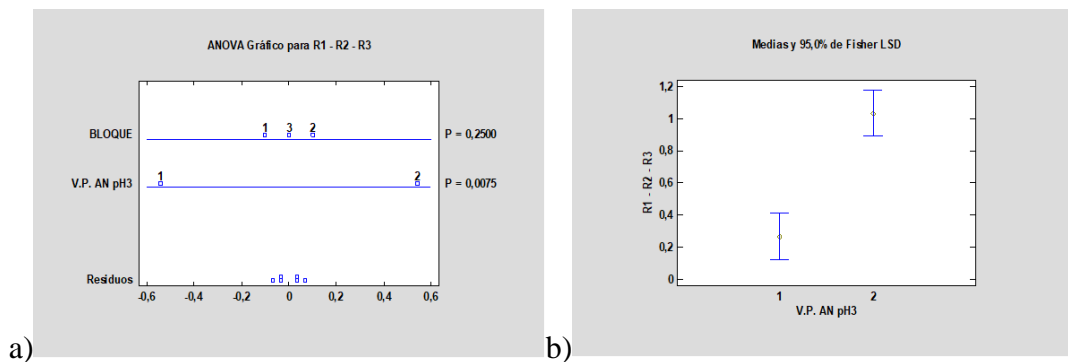 ANOVA Gráfico para R1 - R2 - R3
BLOQUE
1 3 2
P = 0,2500
V.P. AN pH3
1 2
P = 0,0075
Residuos
-0,6 -0,4 -0,2 0 0,2 0,4 0,6
a)
Medias y 95,0% de Fisher LSD
R1 - R2 - R3
1,2
1
0,8
0,6
0,4
0,2
0
1 2
V.P. AN pH3
b)